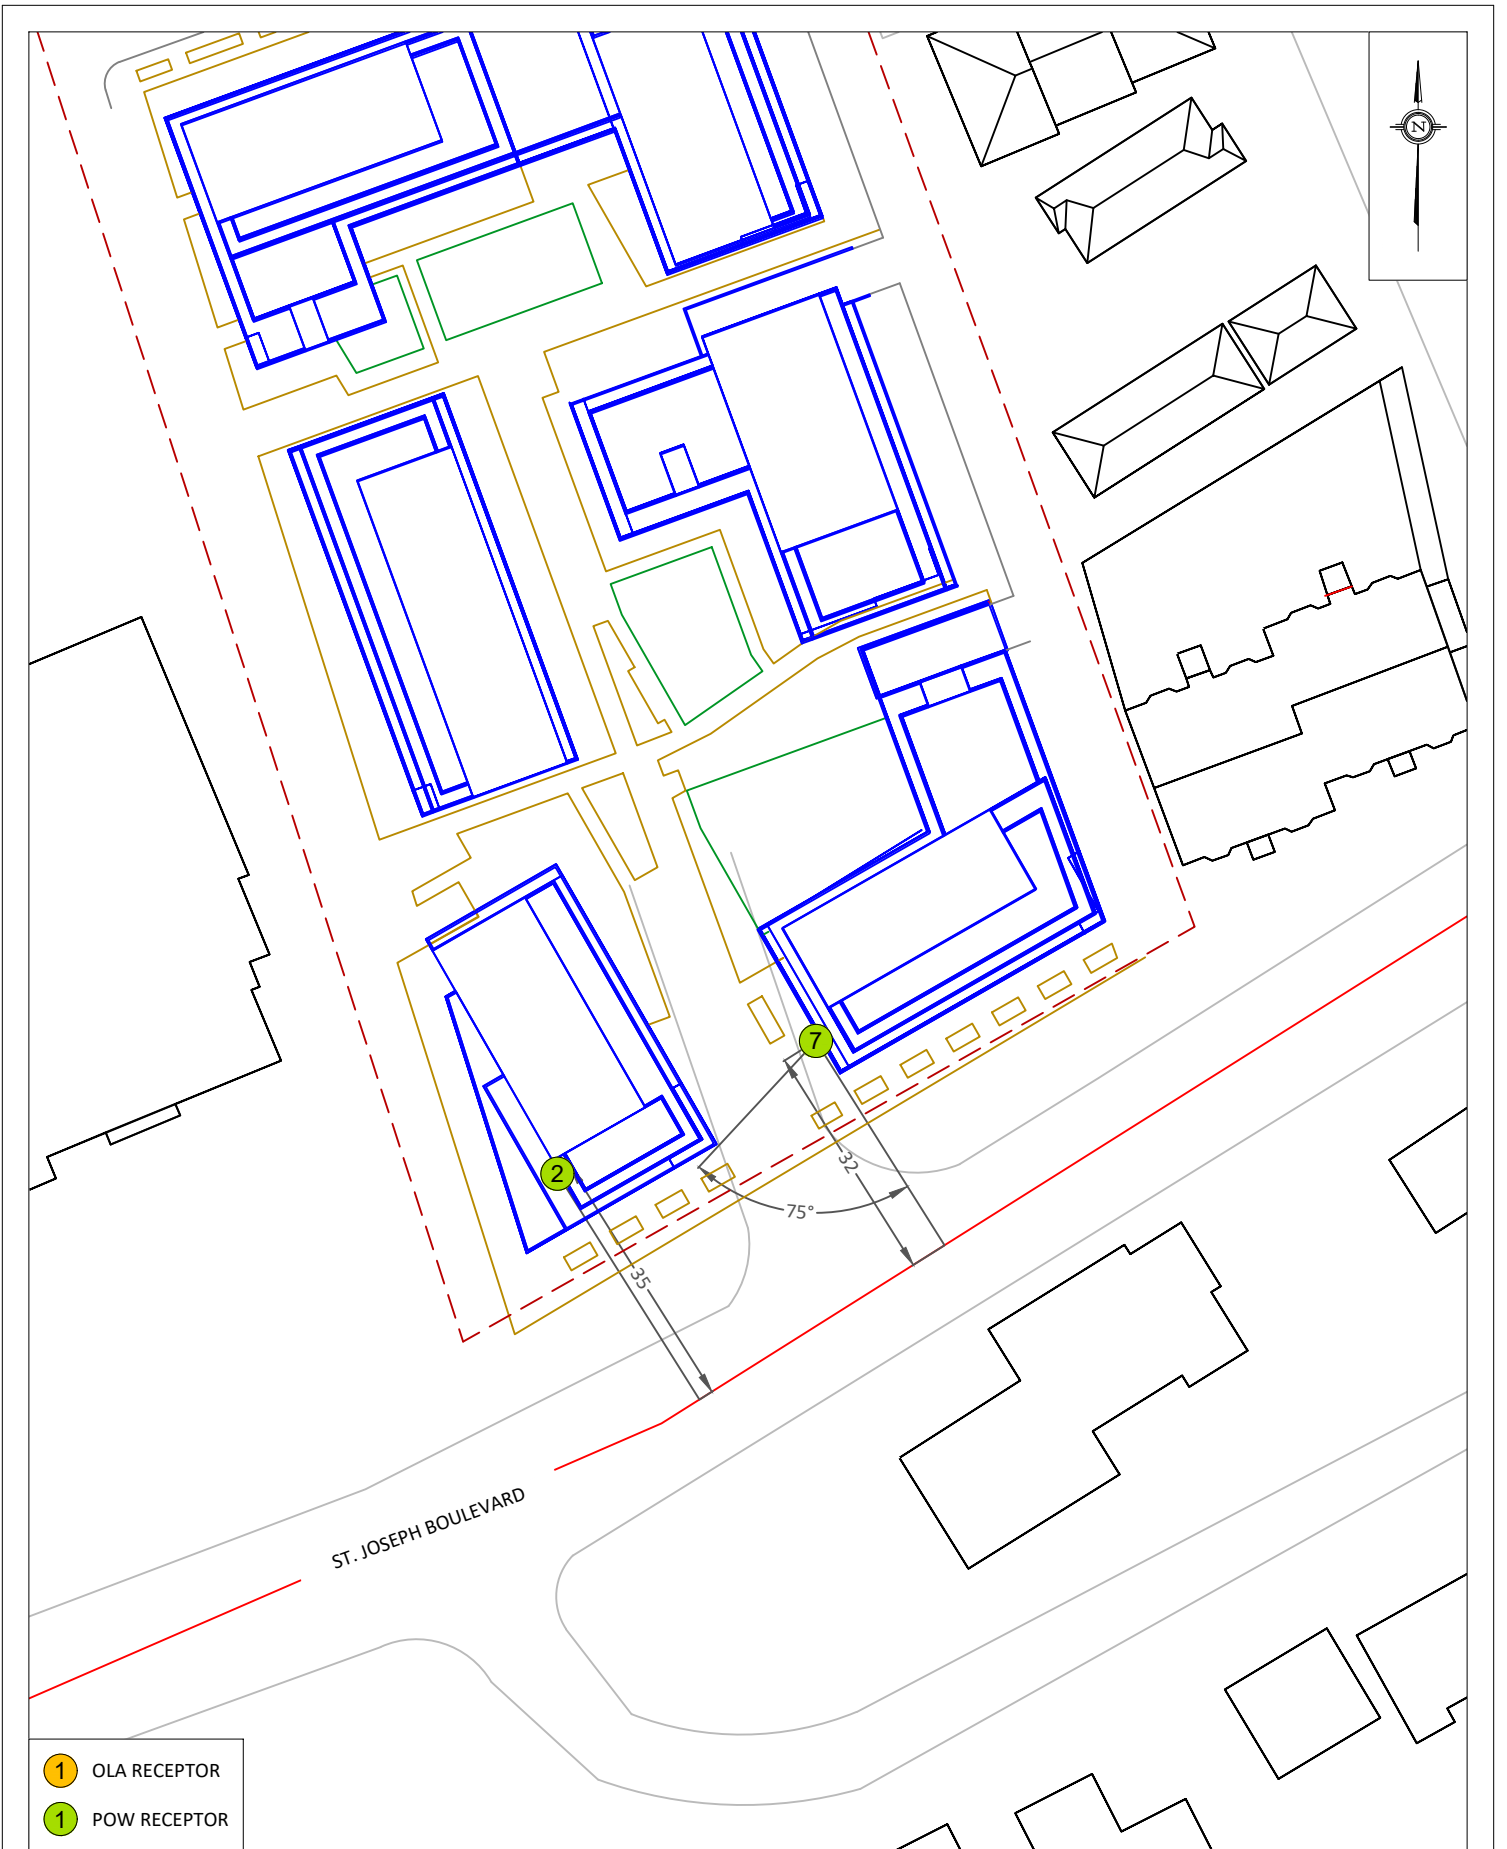 N
7
32
2
75°
35
ST. JOSEPH BOULEVARD
1 OLA RECEPTOR
1 POW RECEPTOR